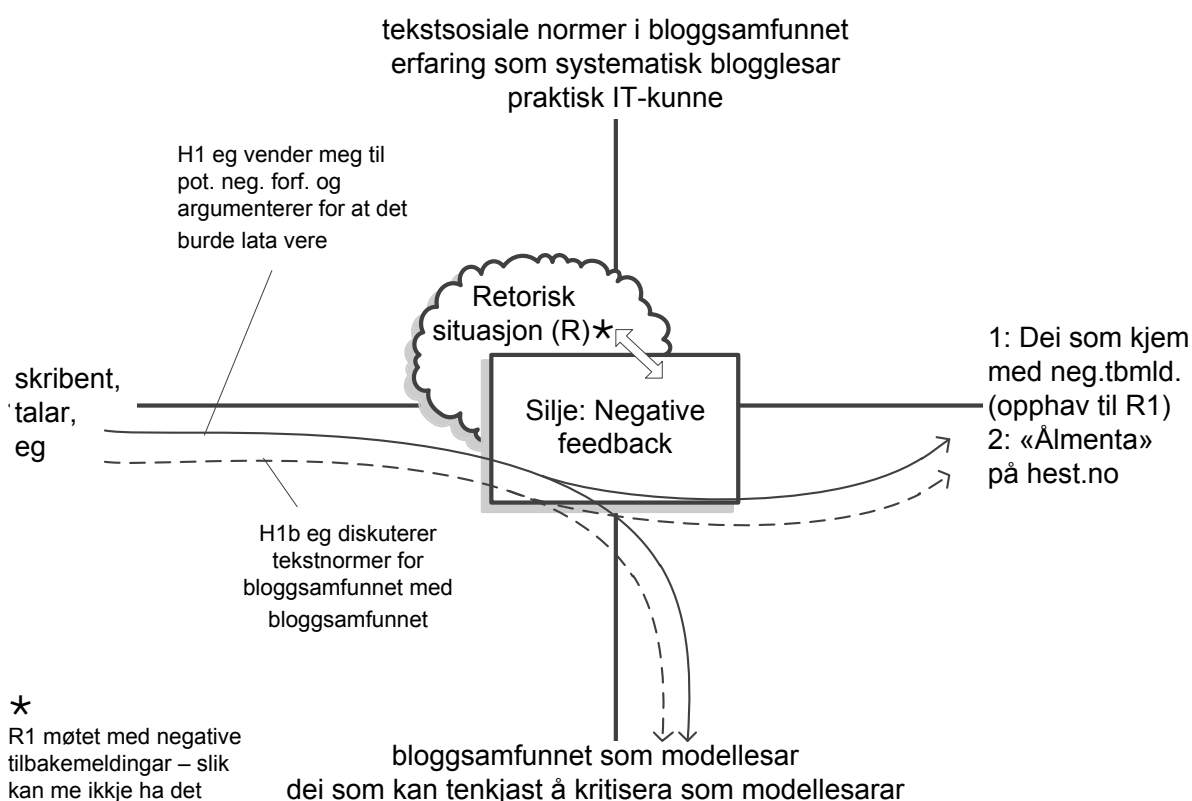 tekstsosiale normer i bloggsamfunnet
erfaring som systematisk blogglesar
praktisk IT-kunne
H1 eg vender meg til
pot. neg. forf. og
argumenterer for at det
burde lata vere
Retorisk
situasjon (R)*
skribent,
talar,
eg
Silje: Negative
feedback
1: Dei som kjem
med neg.tbmld.
(opphav til R1)
2: «Ålmenta»
på hest.no
H1b eg diskuterer
tekstnormer for
bloggsamfunnet med
bloggsamfunnet
*
R1 møtet med negative
tilbakemeldingar – slik
kan me ikkje ha det
bloggsamfunnet som modellesar
dei som kan tenkjast å kritisera som modellesarar